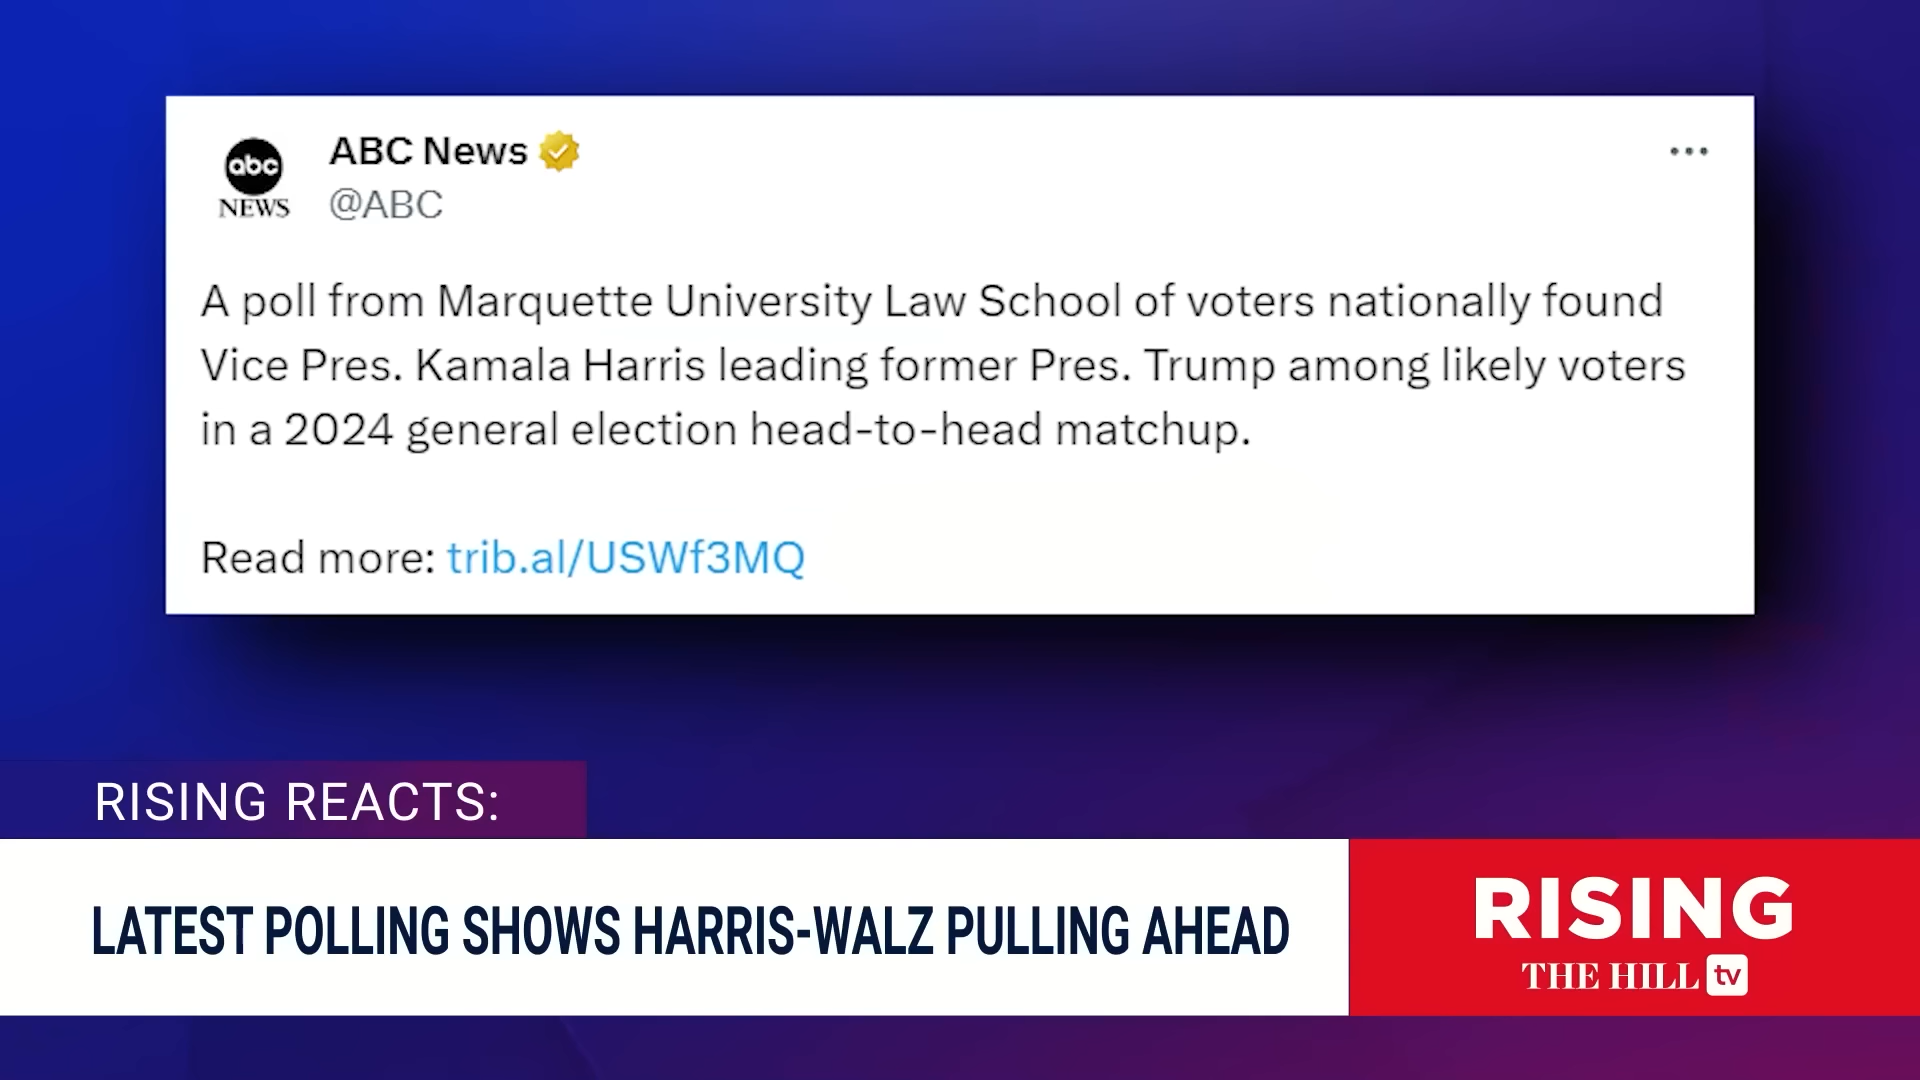 abc
NEWS
ABC News
@ABC
A poll from Marquette University Law School of voters nationally found
Vice Pres. Kamala Harris leading former Pres. Trump among likely voters
in a 2024 general election head-to-head matchup.
Read more: trib.al/USWf3MQ
RISING REACTS:
LATEST POLLING SHOWS HARRIS-WALZ PULLING AHEAD
RISING
THE HILL tv